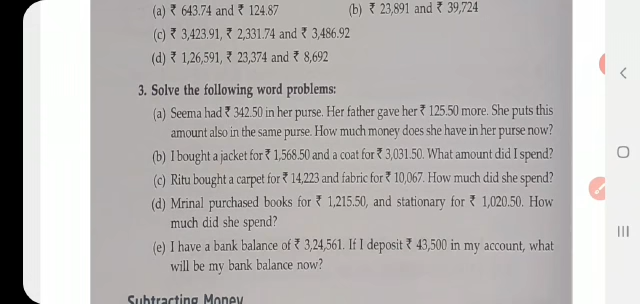 (a) ₹ 643.74 and ₹ 124.87 (b) ₹ 23,891 and ₹ 39,724
(c) ₹ 3,423.91, ₹ 2,331.74 and ₹ 3,486.92
(d) ₹ 1,26,591, ₹ 23,374 and ₹ 8,692
3. Solve the following word problems:
(a) Seema had ₹ 342.50 in her purse. Her father gave her ₹ 125.50 more. She puts this
amount also in the same purse. How much money does she have in her purse now?
(b) I bought a jacket for ₹ 1,568.50 and a coat for ₹ 3,031.50. What amount did I spend?
(c) Ritu bought a carpet for ₹ 14,223 and fabric for ₹ 10,067. How much did she spend?
(d) Mrinal purchased books for ₹ 1,215.50, and stationary for ₹ 1,020.50. How
much did she spend?
(e) I have a bank balance of ₹ 3,24,561. If I deposit ₹ 43,500 in my account, what
will be my bank balance now?
Subtracting Money